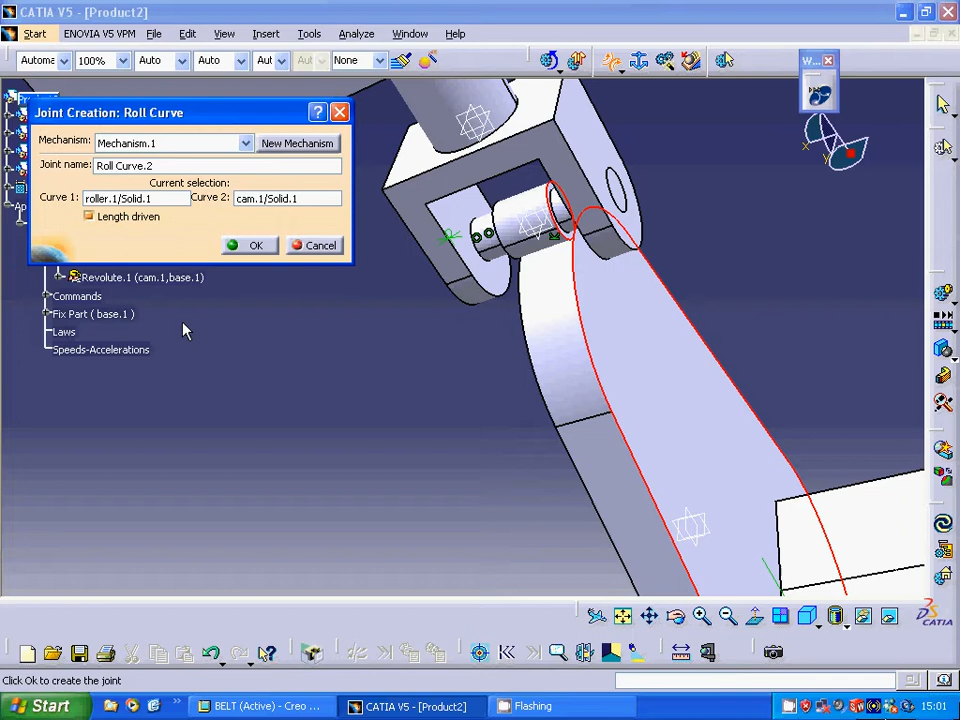 CATIA V5 - [Product2]
Start ENOVIA V5 VPM File Edit View Insert Tools Analyze Window Help
Automa 100% Auto Auto Aut Aut None
W...
Joint Creation: Roll Curve
Mechanism: Mechanism.1 New Mechanism
Joint name: Roll Curve.2
Current selection:
Curve 1: roller.1/Solid.1 Curve 2: cam.1/Solid.1
Length driven
OK Cancel
Revolute.1 (cam.1,base.1)
Commands
Fix Part ( base.1 )
Laws
Speeds-Accelerations
CATIA
Click Ok to create the joint
Start BELT (Active) - Creo ... CATIA V5 - [Product2] Flashing 15:01